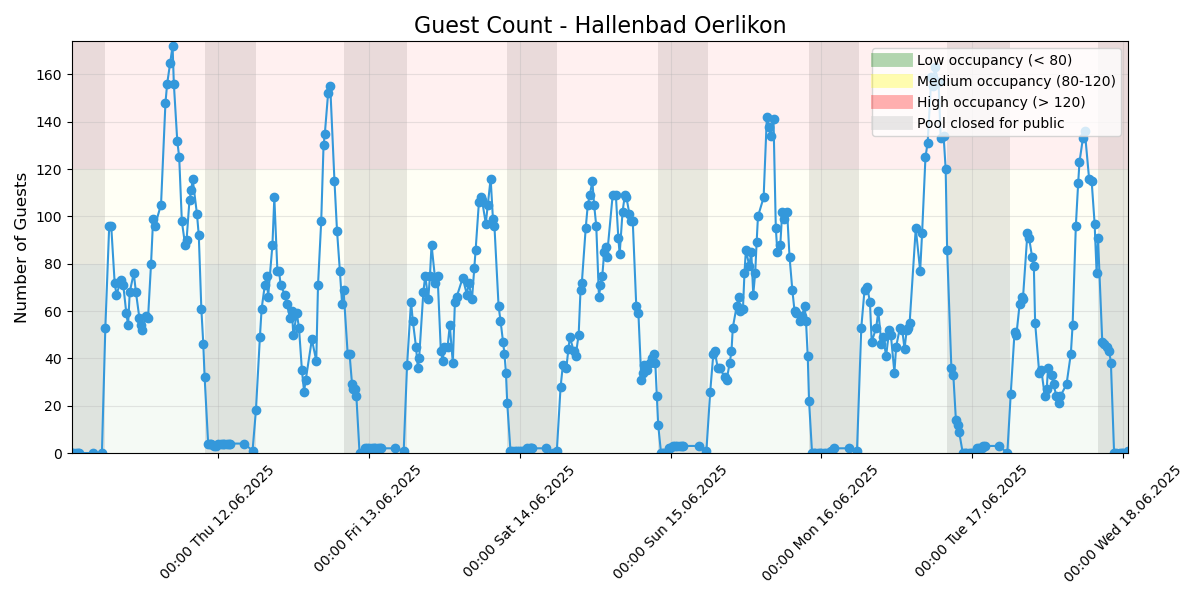 Guest Count - Hallenbad Oerlikon
Low occupancy (< 80)
Medium occupancy (80-120)
High occupancy (> 120)
Pool closed for public
Number of Guests
160
140
120
100
80
60
40
20
0
00:00 Thu 12.06.2025
00:00 Fri 13.06.2025
00:00 Sat 14.06.2025
00:00 Sun 15.06.2025
00:00 Mon 16.06.2025
00:00 Tue 17.06.2025
00:00 Wed 18.06.2025